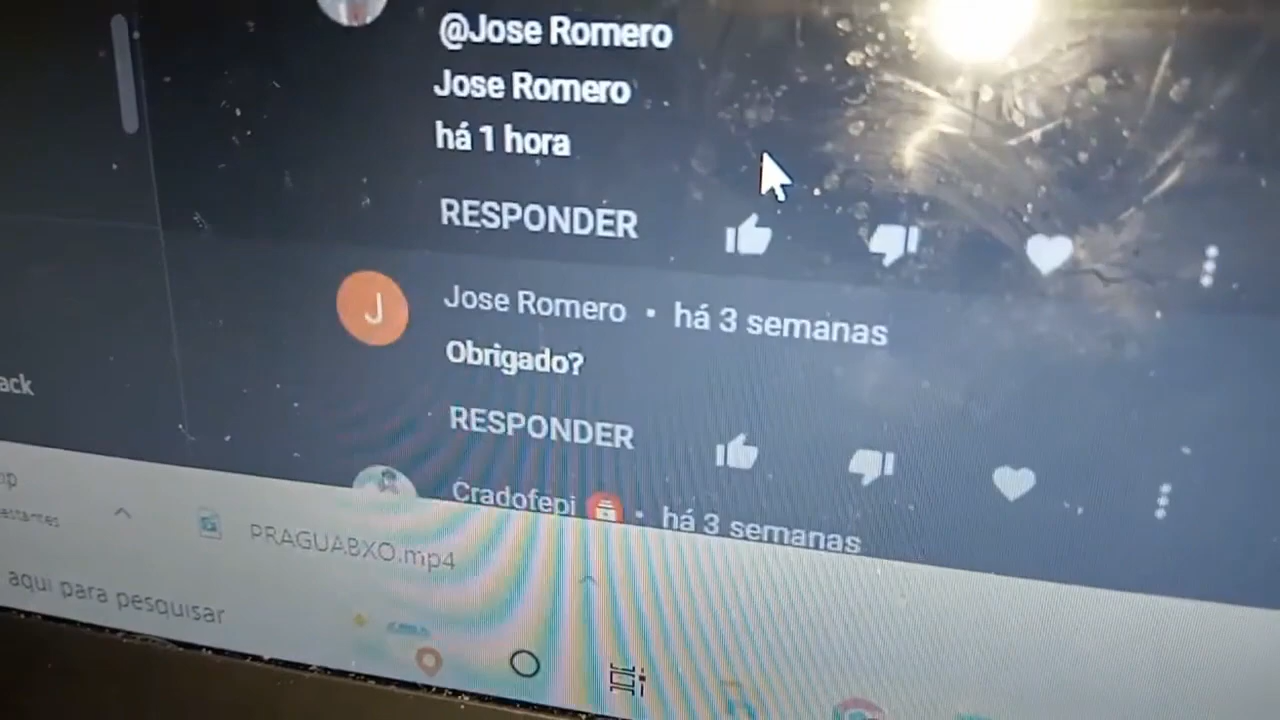 @Jose Romero
Jose Romero
há 1 hora
RESPONDER
J
Jose Romero • há 3 semanas
Obrigado?
RESPONDER
Cradofepi • há 3 semanas
ack
PRAGUABXO.mp4
aqui para pesquisar